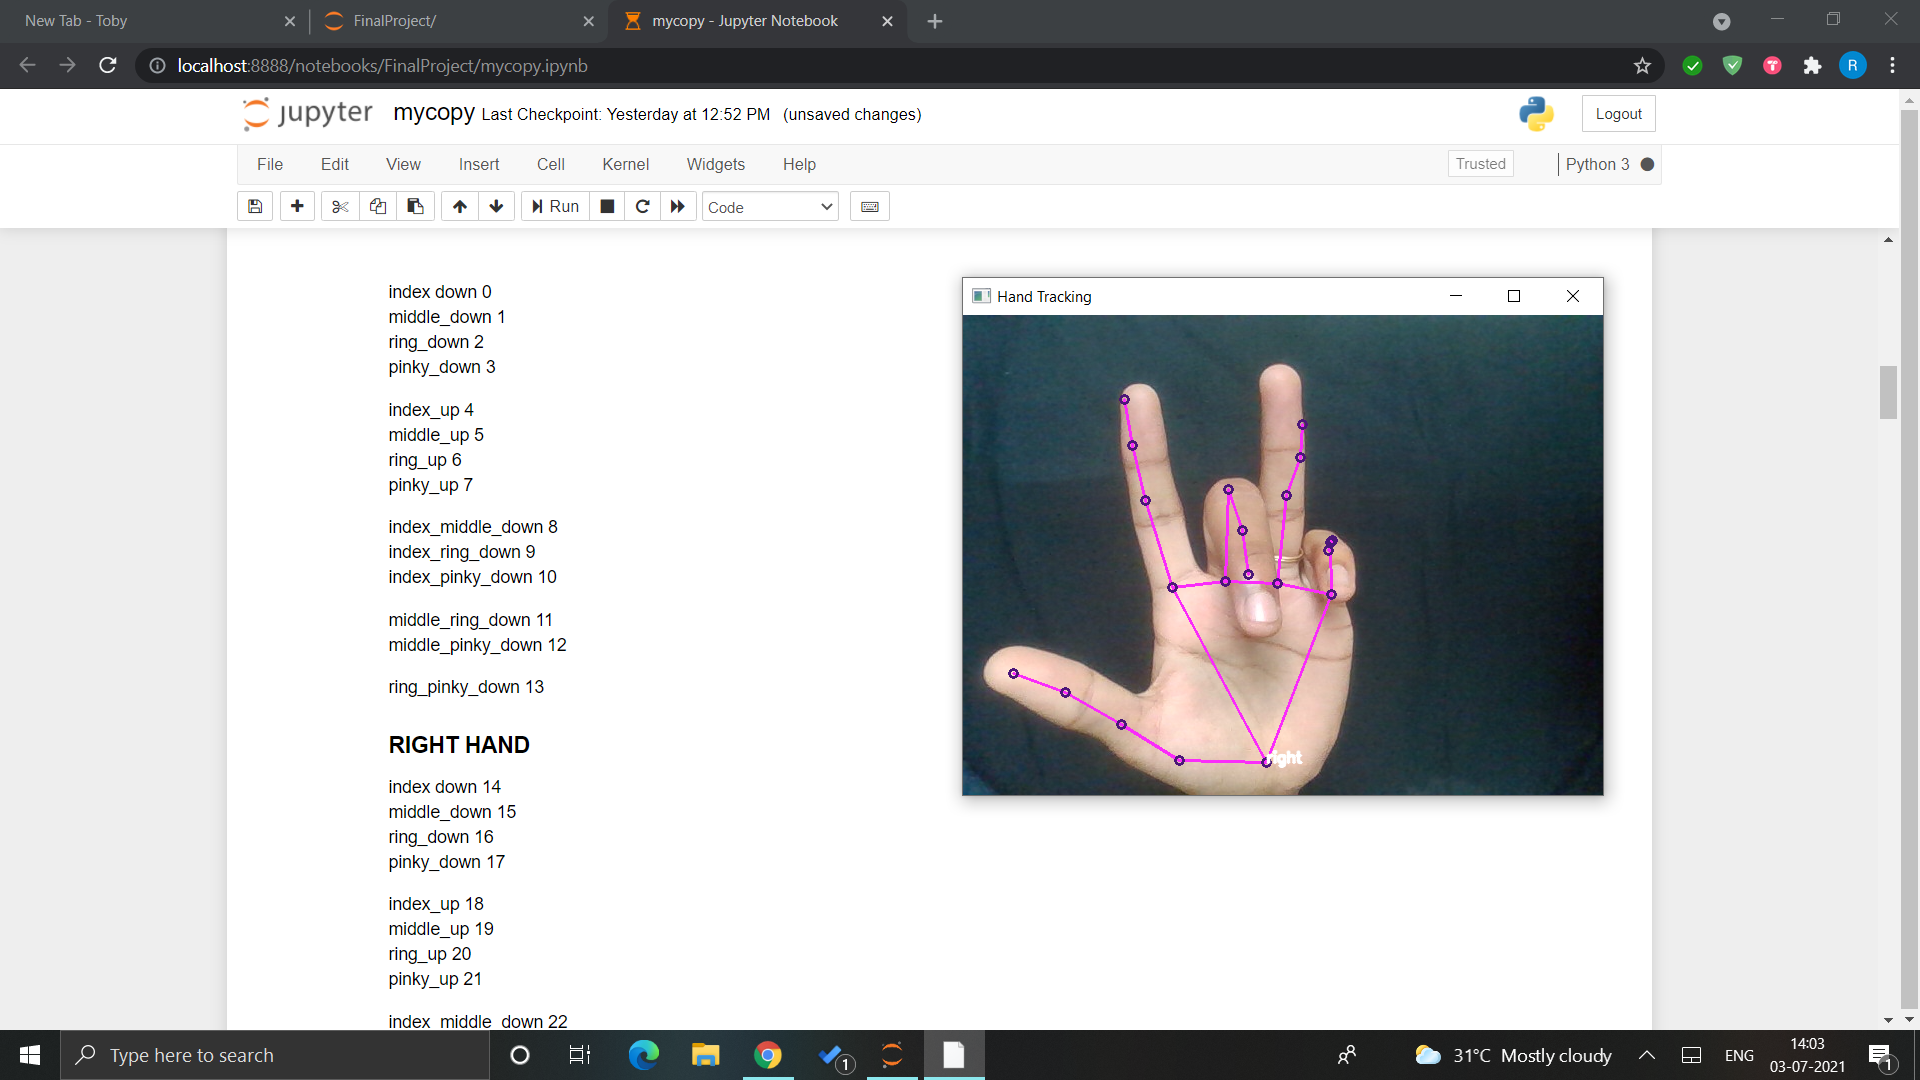 New Tab - Toby
FinalProject/
mycopy - Jupyter Notebook
localhost:8888/notebooks/FinalProject/mycopy.ipynb
R
jupyter mycopy Last Checkpoint: Yesterday at 12:52 PM (unsaved changes)
Logout
File Edit View Insert Cell Kernel Widgets Help
Trusted
Python 3
Run
Code
index down 0
middle_down 1
ring_down 2
pinky_down 3
index_up 4
middle_up 5
ring_up 6
pinky_up 7
index_middle_down 8
index_ring_down 9
index_pinky_down 10
middle_ring_down 11
middle_pinky_down 12
ring_pinky_down 13
RIGHT HAND
index down 14
middle_down 15
ring_down 16
pinky_down 17
index_up 18
middle_up 19
ring_up 20
pinky_up 21
index_middle_down 22
Hand Tracking
right
Type here to search
1
31°C Mostly cloudy
ENG
14:03
03-07-2021
1